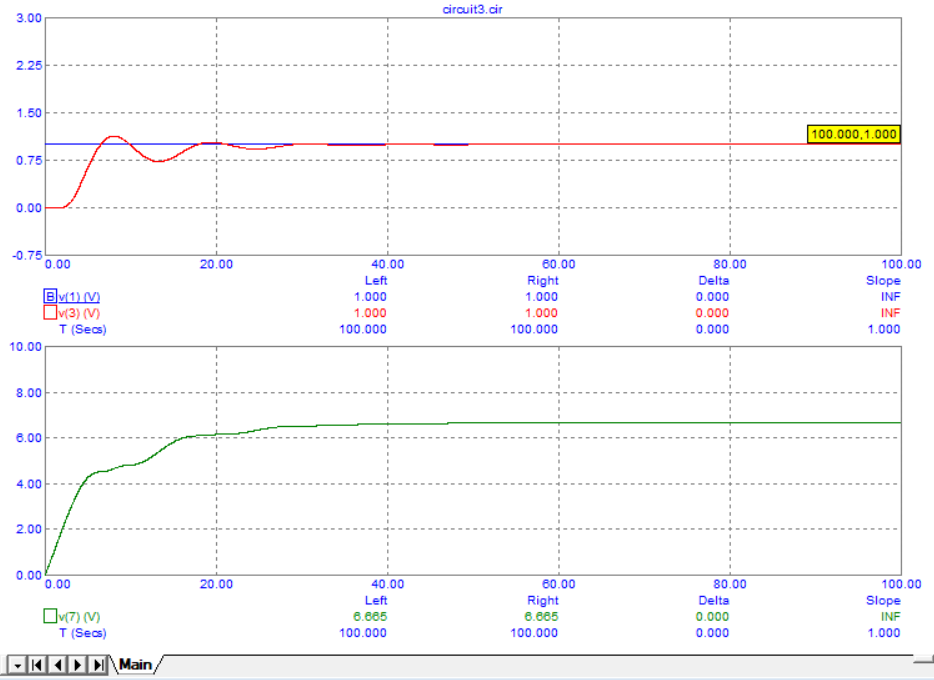 circuit3.cir
3.00
2.25
1.50
100.000,1.000
0.75
0.00
-0.75
0.00 20.00 40.00 60.00 80.00 100.00
Left Right Delta Slope
B v(1) (V) 1.000 1.000 0.000 INF
v(3) (V) 1.000 1.000 0.000 INF
T (Secs) 100.000 100.000 0.000 1.000
10.00
8.00
6.00
4.00
2.00
0.00
0.00 20.00 40.00 60.00 80.00 100.00
Left Right Delta Slope
v(7) (V) 6.665 6.665 0.000 INF
T (Secs) 100.000 100.000 0.000 1.000
Main